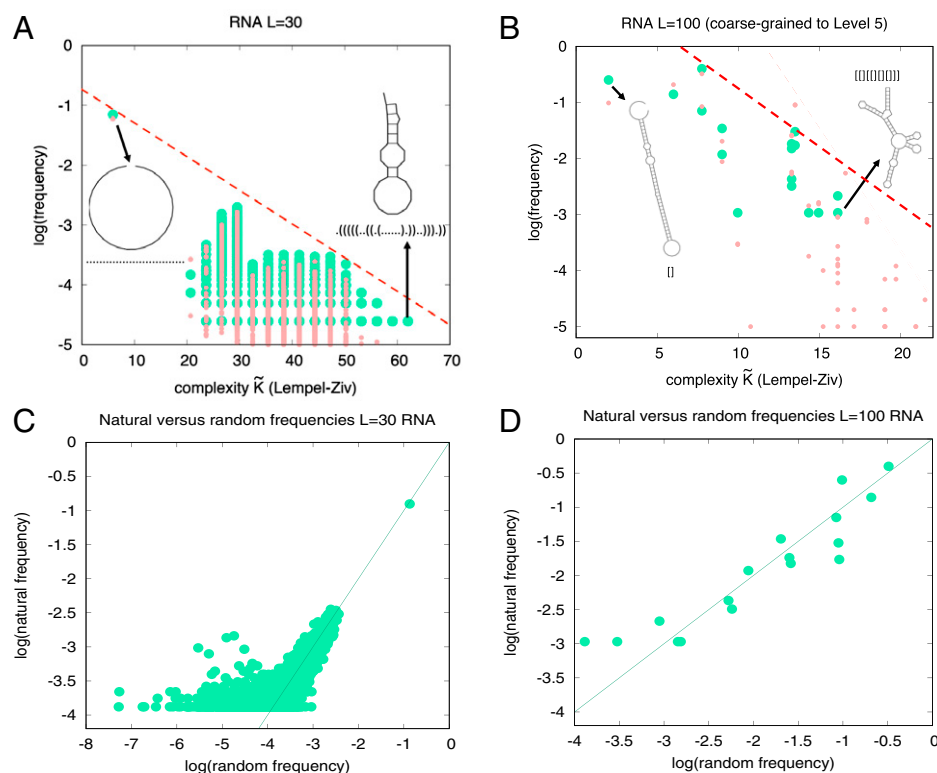 A
RNA L=30
log(frequency)
0
-1
-2
-3
-4
-5
.(((((..((.(......).))..))).))
0 10 20 30 40 50 60 70
complexity K̃ (Lempel-Ziv)
B
RNA L=100 (coarse-grained to Level 5)
log(frequency)
0
-1
-2
-3
-4
-5
[[][[][][]]]
[]
0 5 10 15 20
complexity K̃ (Lempel-Ziv)
C
Natural versus random frequencies L=30 RNA
log(natural frequency)
0
-0.5
-1
-1.5
-2
-2.5
-3
-3.5
-4
-8 -7 -6 -5 -4 -3 -2 -1 0
log(random frequency)
D
Natural versus random frequencies L=100 RNA
log(natural frequency)
0
-0.5
-1
-1.5
-2
-2.5
-3
-3.5
-4
-4 -3.5 -3 -2.5 -2 -1.5 -1 -0.5 0
log(random frequency)